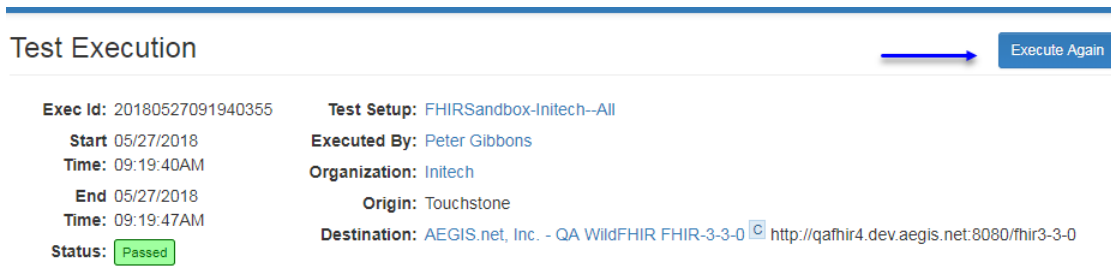 Test Execution
Execute Again
Exec Id: 20180527091940355
Start Time: 05/27/2018 09:19:40AM
End Time: 05/27/2018 09:19:47AM
Status: Passed
Test Setup: FHIRSandbox-Initech--All
Executed By: Peter Gibbons
Organization: Initech
Origin: Touchstone
Destination: AEGIS.net, Inc. - QA WildFHIR FHIR-3-3-0 C http://qafhir4.dev.aegis.net:8080/fhir3-3-0